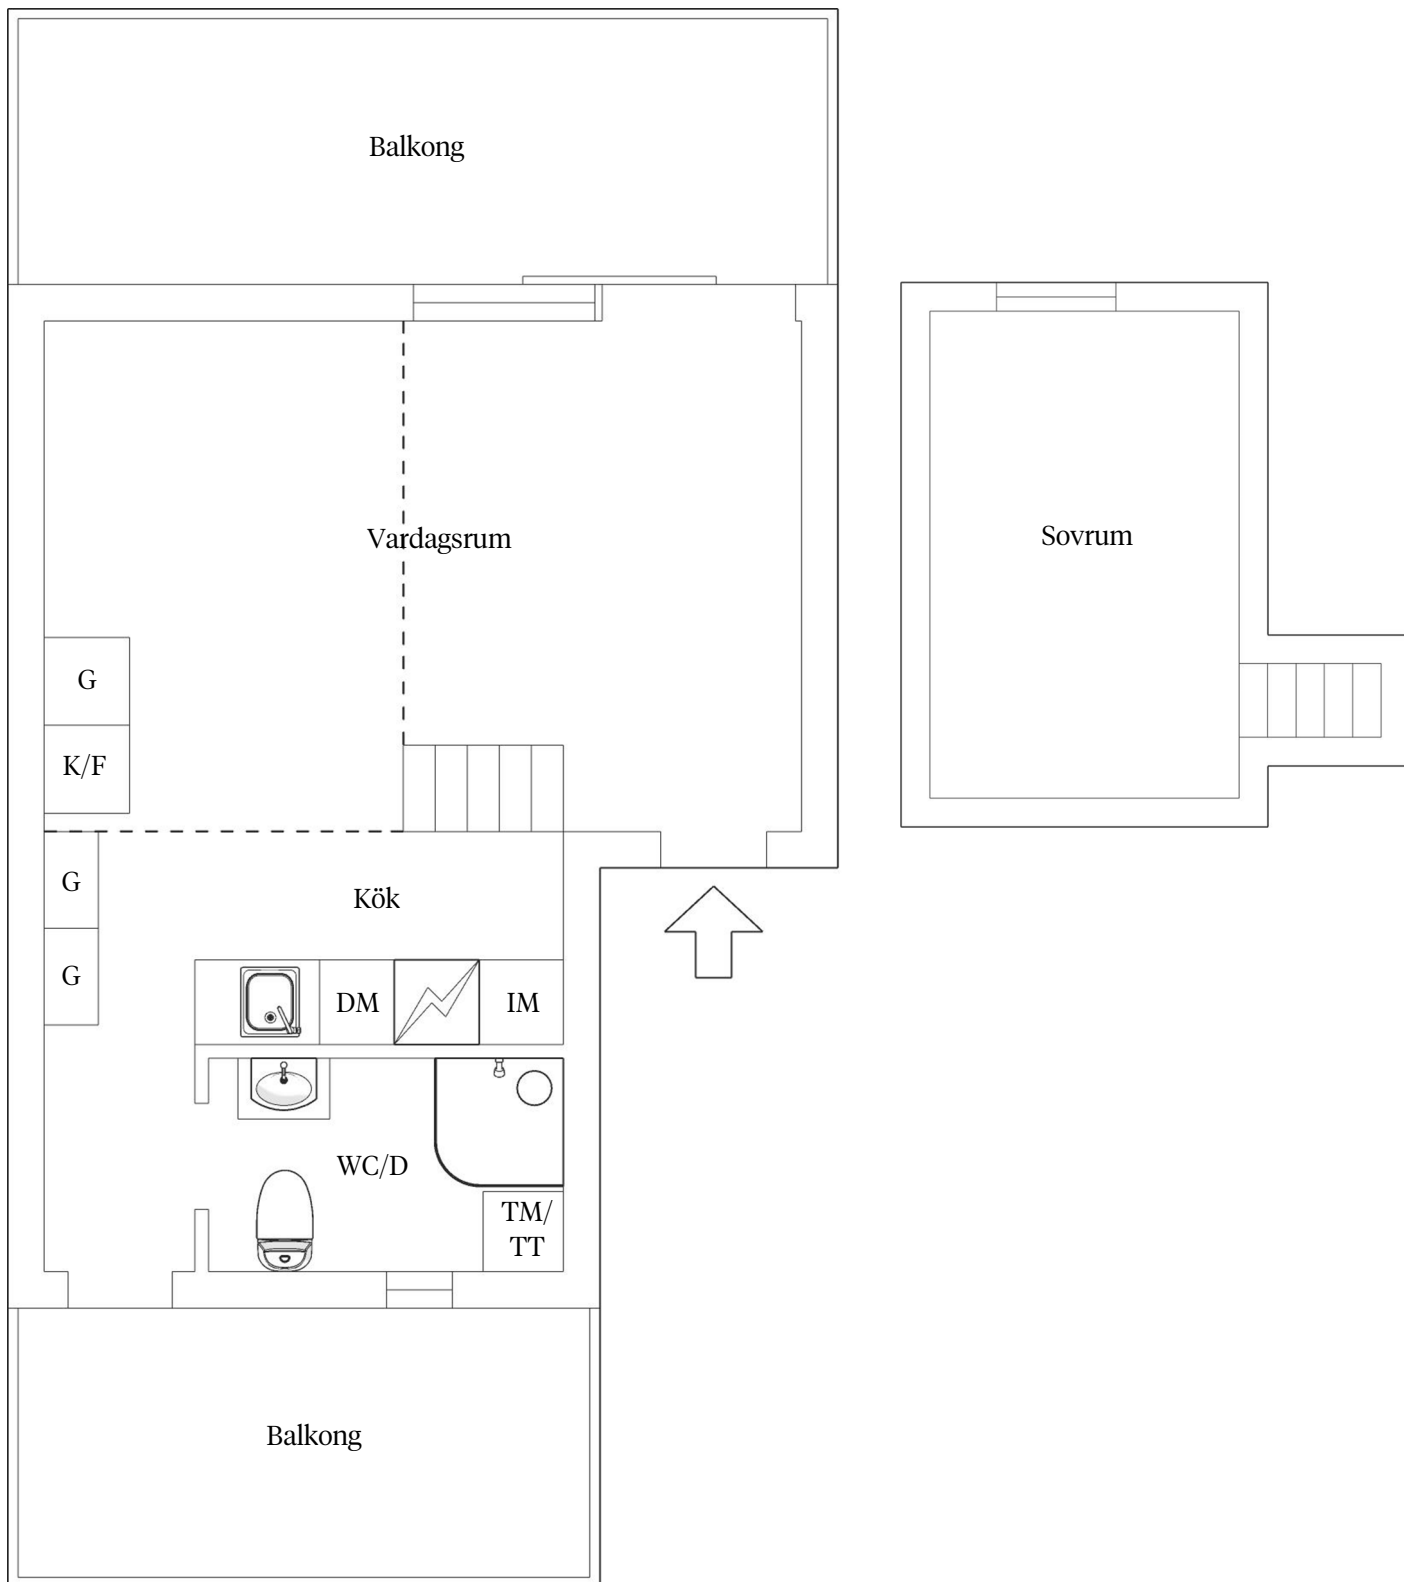 Balkong
Vardagsrum
Sovrum
G
K/F
G
Kök
G
DM
IM
WC/D
TM/
TT
Balkong